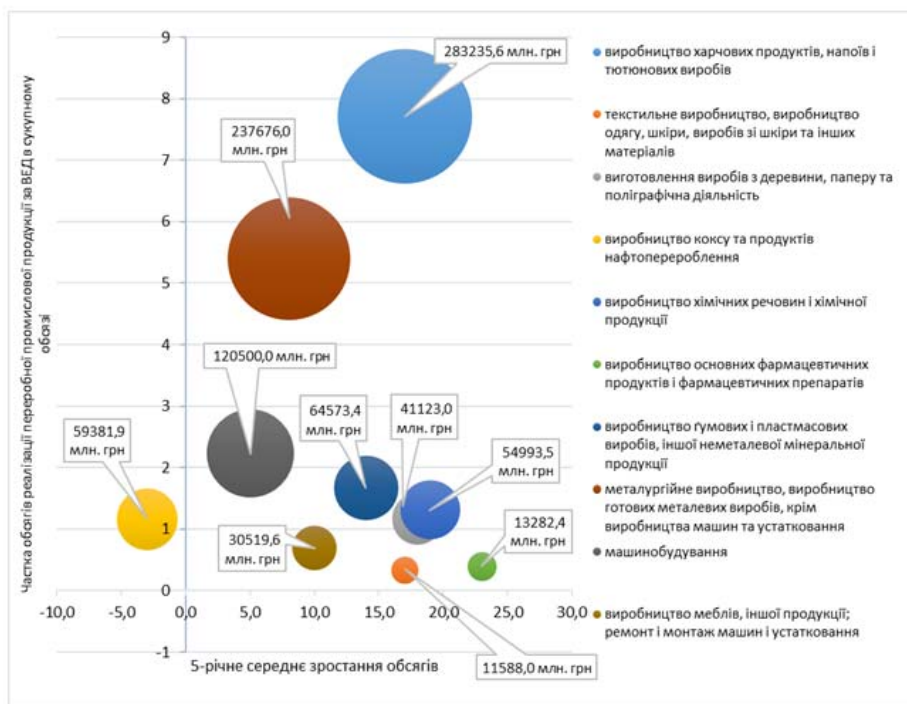 Частка обсягів реалізації переробної промислової продукції за ВЕД в сукупному
обсязі
9
8
7
6
5
4
3
2
1
0
-1
-10,0
-5,0
0,0
5,0
10,0
15,0
20,0
25,0
30,0
5-річне середнє зростання обсягів
283235,6 млн. грн
237676,0
млн. грн
120500,0 млн. грн
64573,4
млн. грн
41123,0
млн. грн
59381,9
млн. грн
54993,5
млн. грн
30519,6
млн. грн
13282,4
млн. грн
11588,0 млн. грн
виробництво харчових продуктів, напоїв і
тютюнових виробів
текстильне виробництво, виробництво
одягу, шкіри, виробів зі шкіри та інших
матеріалів
виготовлення виробів з деревини, паперу та
поліграфічна діяльність
виробництво коксу та продуктів
нафтоперероблення
виробництво хімічних речовин і хімічної
продукції
виробництво основних фармацевтичних
продуктів і фармацевтичних препаратів
виробництво ґумових і пластмасових
виробів, іншої неметалевої мінеральної
продукції
металургійне виробництво, виробництво
готових металевих виробів, крім
виробництва машин та устатковання
машинобудування
виробництво меблів, іншої продукції;
ремонт і монтаж машин і устатковання